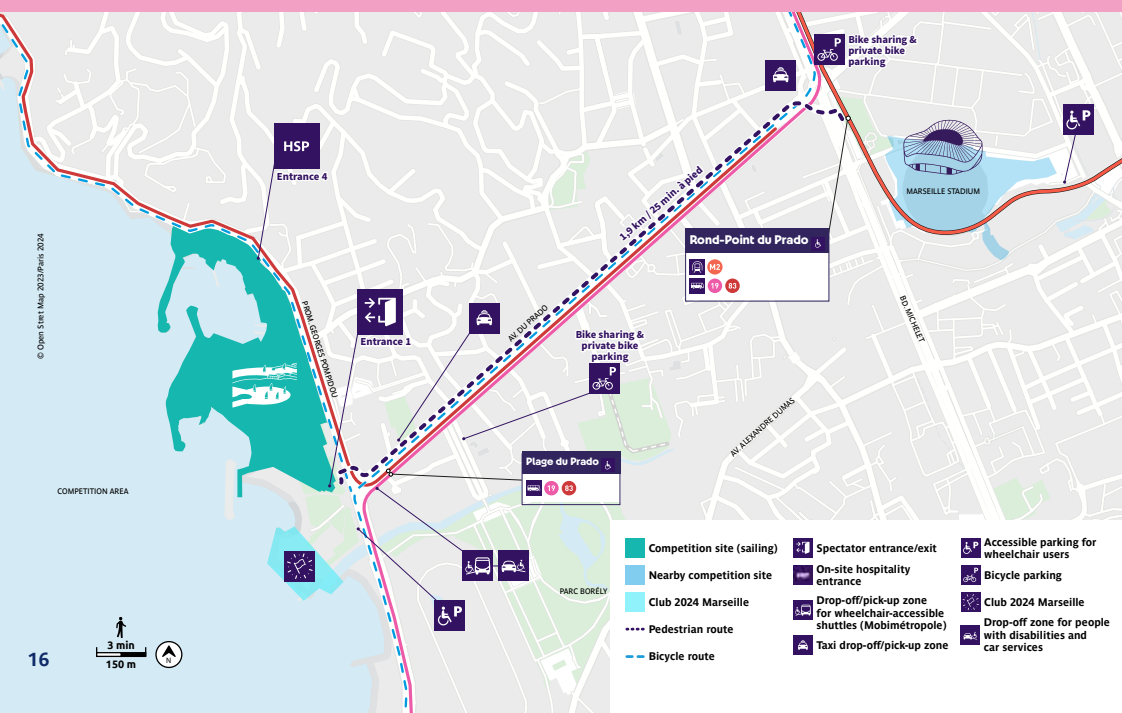 P
Bike sharing &
private bike
parking
P
HSP
Entrance 4
MARSEILLE STADIUM
1,9 km / 25 min. à pied
Rond-Point du Prado
M2
19 83
© Open Stret Map 2023/Paris 2024
PROM. GEORGES POMPIDOU
Entrance 1
AV. DU PRADO
BD MICHELET
Bike sharing &
private bike
parking
P
AV. ALEXANDRE DUMAS
Plage du Prado
19 83
COMPETITION AREA
PARC BORÉLY
P
3 min
150 m
N
16
Competition site (sailing)
Nearby competition site
Club 2024 Marseille
Pedestrian route
Bicycle route
Spectator entrance/exit
On-site hospitality
entrance
Drop-off/pick-up zone
for wheelchair-accessible
shuttles (Mobimétropole)
Taxi drop-off/pick-up zone
P
Accessible parking for
wheelchair users
P
Bicycle parking
Club 2024 Marseille
Drop-off zone for people
with disabilities and
car services